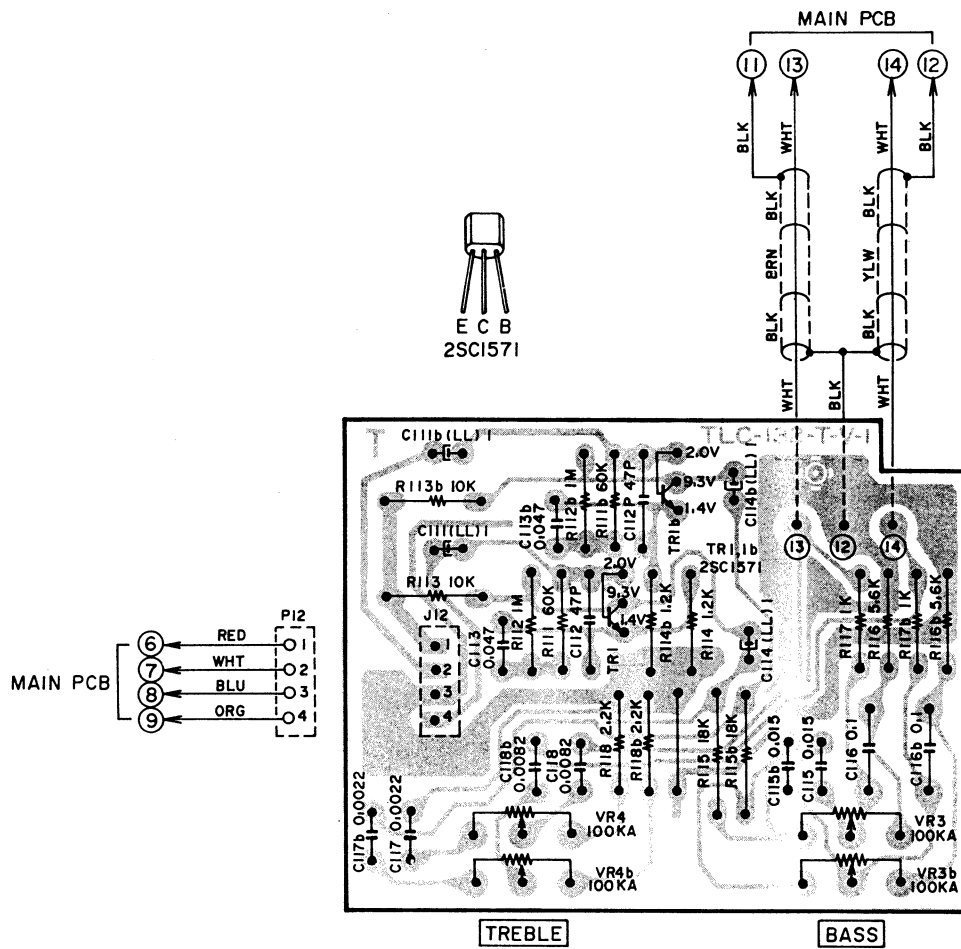 MAIN PCB
11 13 14 12
BLK WHT WHT BLK
BLK BLK
BRN YLW
BLK BLK
WHT BLK WHT
E C B
2SC1571
T
C111b(LL) 1
TLC-132-T-V-1
R113b 10K
C113b 0.047
R112b 1M
R111b 60K
C112P 47P
2.0V
9.3V
1.4V
TR1b
C114b(LL) 1
C111(LL) 1
TR1,1b
2SC1571
13 12 14
R113 10K
J12
1
2
3
4
C113 0.047
R112 1M
R111 60K
C112 47P
2.0V
9.3V
1.4V
TR1
R114b 1.2K
R114 1.2K
C114(LL) 1
R117 1K
R116 5.6K
R117b 1K
R116b 5.6K
P12
MAIN PCB
6 RED 1
7 WHT 2
8 BLU 3
9 ORG 4
C118b 0.0082
C118 0.0082
R118 2.2K
R118b 2.2K
R115 18K
R115b 18K
C115b 0.015
C115 0.015
C116 0.1
C116b 0.1
C117b 0.0022
C117 0.0022
VR4
100KA
VR3
100KA
VR4b
100KA
VR3b
100KA
TREBLE
BASS